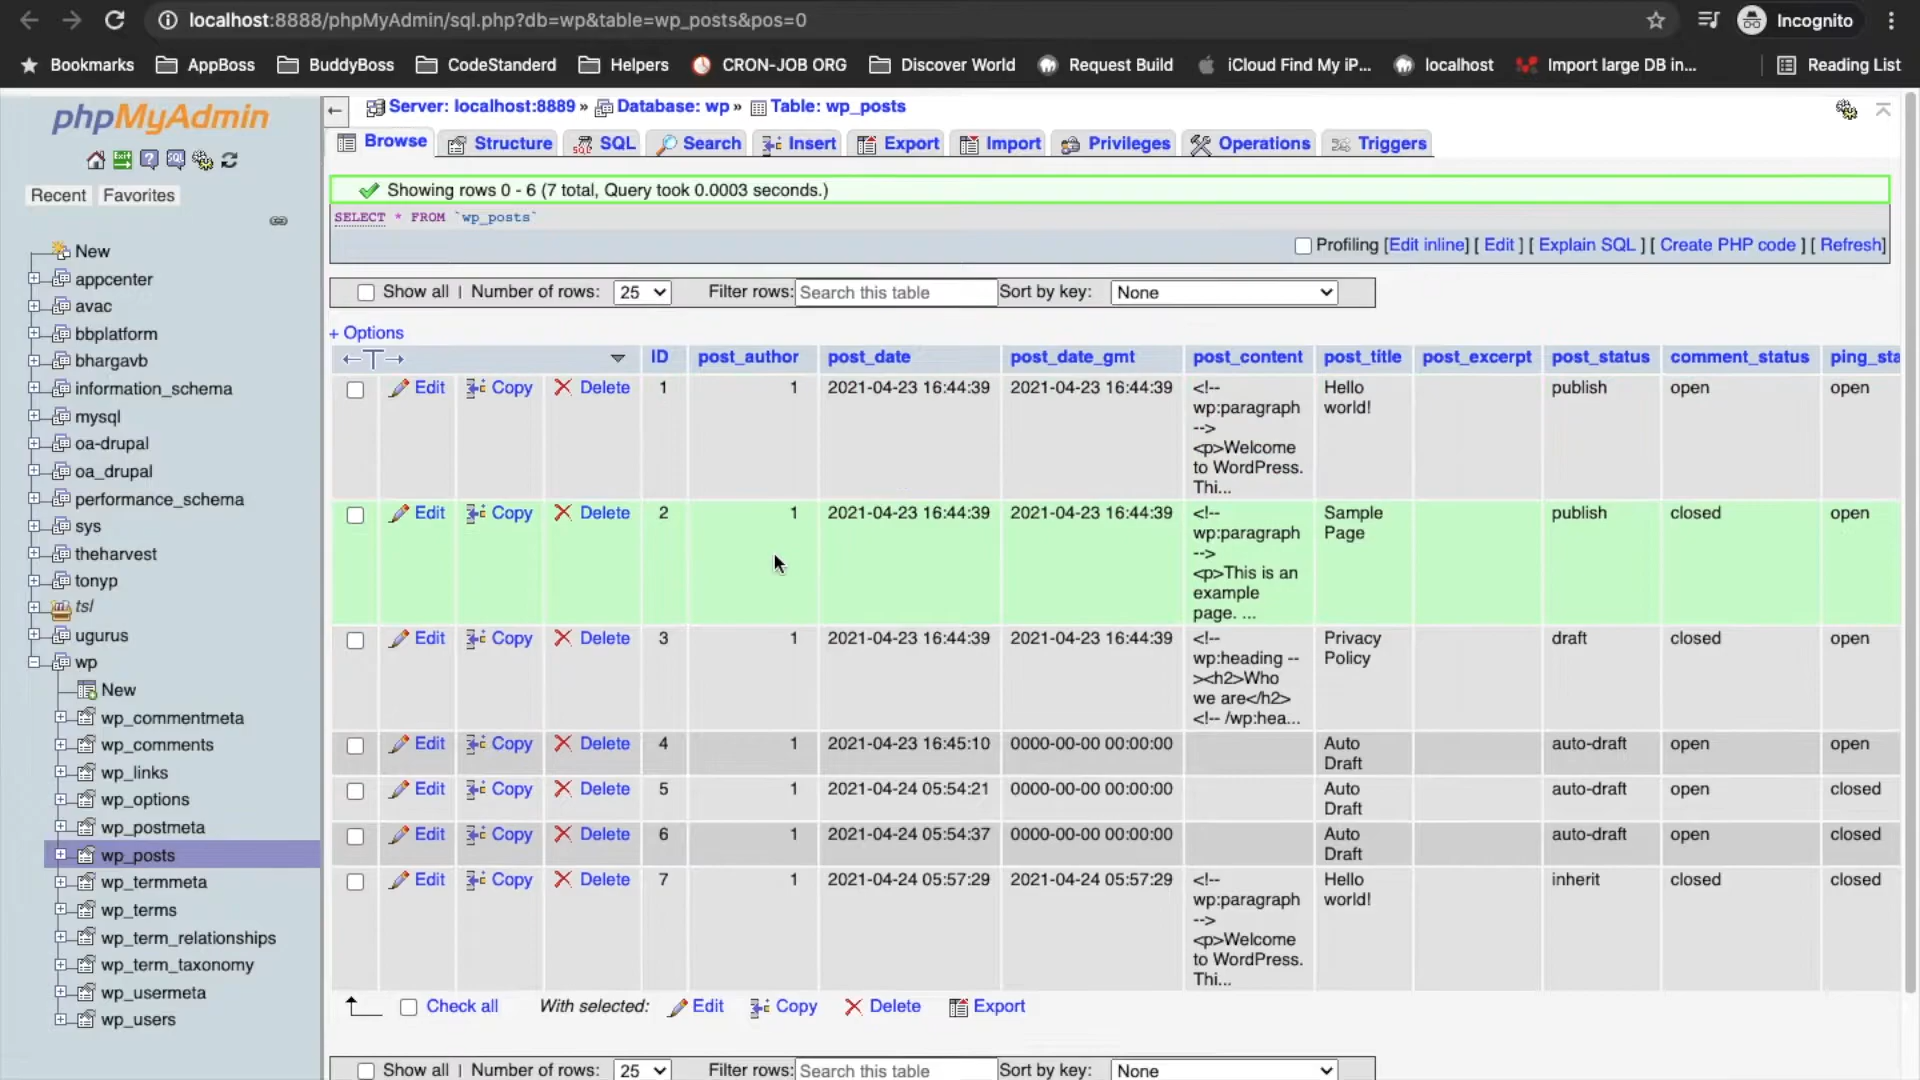 localhost:8888/phpMyAdmin/sql.php?db=wp&table=wp_posts&pos=0
Incognito
Bookmarks AppBoss BuddyBoss CodeStanderd Helpers CRON-JOB ORG Discover World Request Build iCloud Find My iP... localhost Import large DB in... Reading List
phpMyAdmin
Recent Favorites
New
appcenter
avac
bbplatform
bhargavb
information_schema
mysql
oa-drupal
oa_drupal
performance_schema
sys
theharvest
tonyp
tsl
ugurus
wp
New
wp_commentmeta
wp_comments
wp_links
wp_options
wp_postmeta
wp_posts
wp_termmeta
wp_terms
wp_term_relationships
wp_term_taxonomy
wp_usermeta
wp_users
Server: localhost:8889 » Database: wp » Table: wp_posts
Browse Structure SQL Search Insert Export Import Privileges Operations Triggers
Showing rows 0 - 6 (7 total, Query took 0.0003 seconds.)
SELECT * FROM `wp_posts`
Profiling [Edit inline] [ Edit ] [ Explain SQL ] [ Create PHP code ] [ Refresh]
Show all | Number of rows: 25 Filter rows: Search this table Sort by key: None
+ Options
←T→ ID post_author post_date post_date_gmt post_content post_title post_excerpt post_status comment_status ping_sta
Edit Copy Delete 1 1 2021-04-23 16:44:39 2021-04-23 16:44:39 <!-- Hello publish open open
wp:paragraph world!
-->
<p>Welcome
to WordPress.
Thi...
Edit Copy Delete 2 1 2021-04-23 16:44:39 2021-04-23 16:44:39 <!-- Sample publish closed open
wp:paragraph Page
-->
<p>This is an
example
page. ...
Edit Copy Delete 3 1 2021-04-23 16:44:39 2021-04-23 16:44:39 <!-- Privacy draft closed open
wp:heading -- Policy
><h2>Who
we are</h2>
<!-- /wp:hea...
Edit Copy Delete 4 1 2021-04-23 16:45:10 0000-00-00 00:00:00 Auto auto-draft open open
Draft
Edit Copy Delete 5 1 2021-04-24 05:54:21 0000-00-00 00:00:00 Auto auto-draft open closed
Draft
Edit Copy Delete 6 1 2021-04-24 05:54:37 0000-00-00 00:00:00 Auto auto-draft open closed
Draft
Edit Copy Delete 7 1 2021-04-24 05:57:29 2021-04-24 05:57:29 <!-- Hello inherit closed closed
wp:paragraph world!
-->
<p>Welcome
to WordPress.
Thi...
Check all With selected: Edit Copy Delete Export
Show all | Number of rows: 25 Filter rows: Search this table Sort by key: None